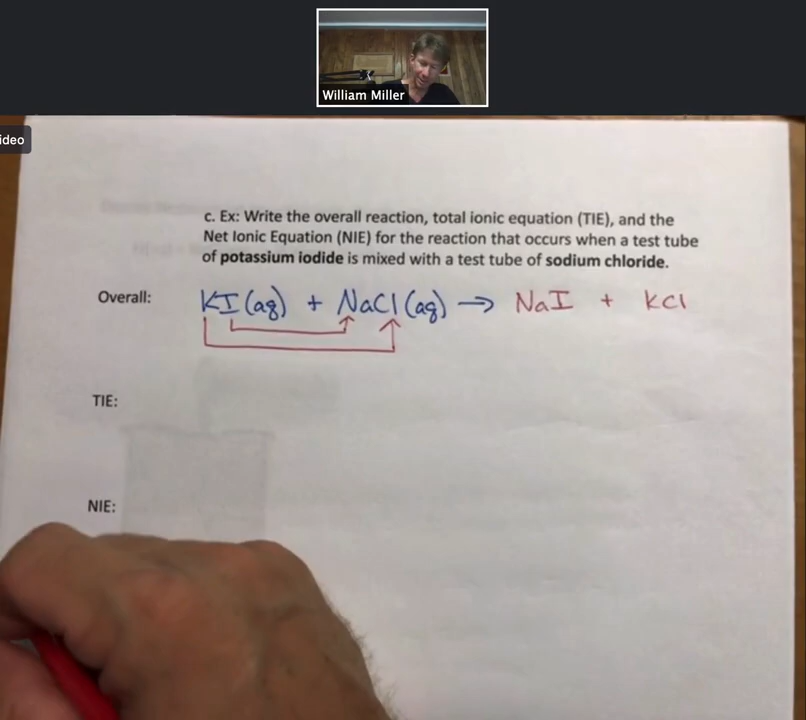 William Miller
ideo
c. Ex: Write the overall reaction, total ionic equation (TIE), and the
Net Ionic Equation (NIE) for the reaction that occurs when a test tube
of potassium iodide is mixed with a test tube of sodium chloride.
Overall: KI(aq) + NaCl(aq) → NaI + KCl
TIE:
NIE: